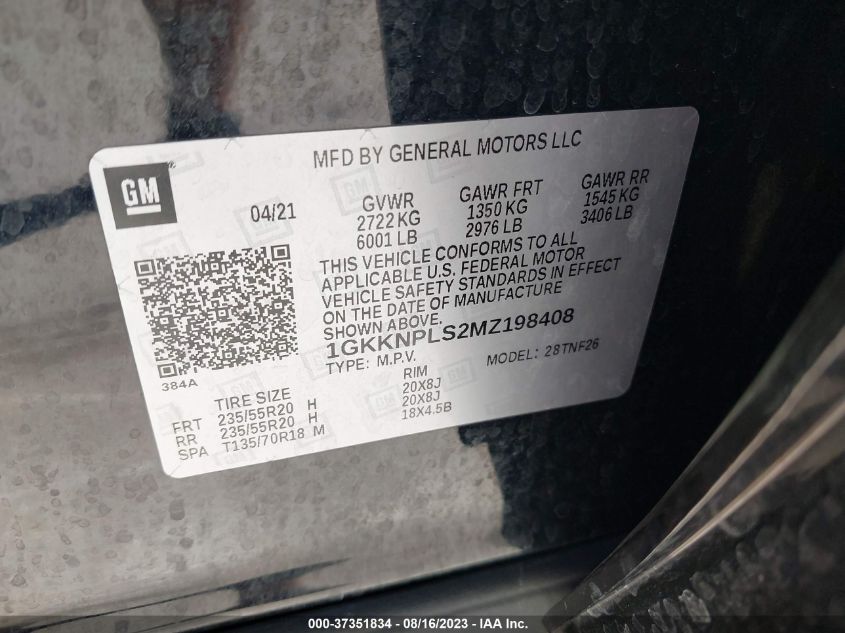 MFD BY GENERAL MOTORS LLC
GM ®
04/21
GVWR GAWR FRT GAWR RR
2722 KG 1350 KG 1545 KG
6001 LB 2976 LB 3406 LB
THIS VEHICLE CONFORMS TO ALL
APPLICABLE U.S. FEDERAL MOTOR
VEHICLE SAFETY STANDARDS IN EFFECT
ON THE DATE OF MANUFACTURE
SHOWN ABOVE.
1GKKNPLS2MZ198408
TYPE: M.P.V. MODEL: 28TNF26
384A
TIRE SIZE RIM
FRT 235/55R20 H 20X8J
RR 235/55R20 H 20X8J
SPA T135/70R18 M 18X4.5B
000-37351834 - 08/16/2023 - IAA Inc.